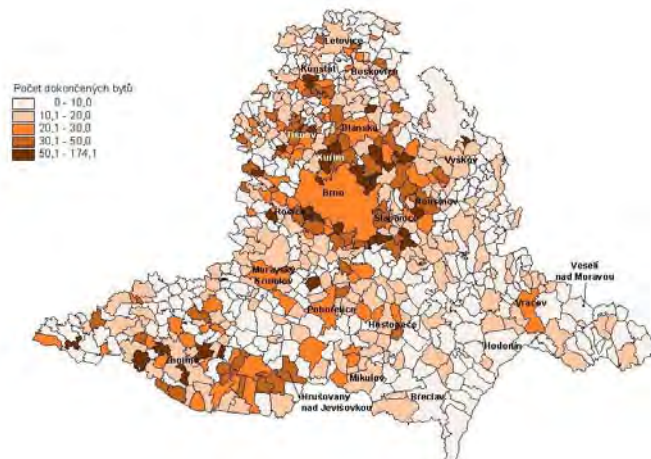 Počet dokončených bytů
0 - 10,0
10,1 - 20,0
20,1 - 30,0
30,1 - 50,0
50,1 - 174,1
Letovice
Kunštát
Boskovice
Blansko
Tišnov
Kuřim
Vyškov
Brno
Rousínov
Rosice
Šlapanice
Veselí
nad Moravou
Moravský
Krumlov
Vracov
Pohořelice
Hustopeče
Hodonín
Znojmo
Mikulov
Hrušovany
nad Jevišovkou
Břeclav